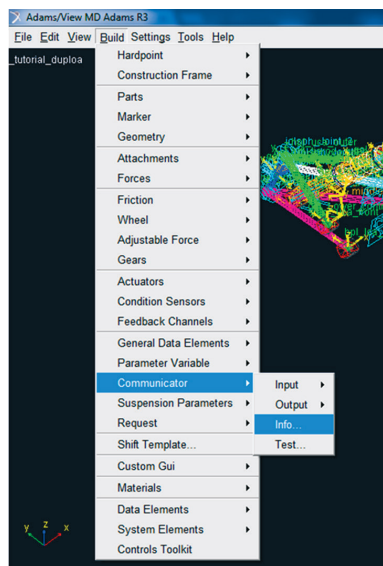 Adams/View MD Adams R3
File Edit View Build Settings Tools Help
_tutorial_duploa
Hardpoint
Construction Frame
Parts
Marker
Geometry
Attachments
Forces
Friction
Wheel
Adjustable Force
Gears
Actuators
Condition Sensors
Feedback Channels
General Data Elements
Parameter Variable
Communicator
Suspension Parameters
Request
Shift Template...
Custom Gui
Materials
Data Elements
System Elements
Controls Toolkit
Input
Output
Info...
Test...
y z x